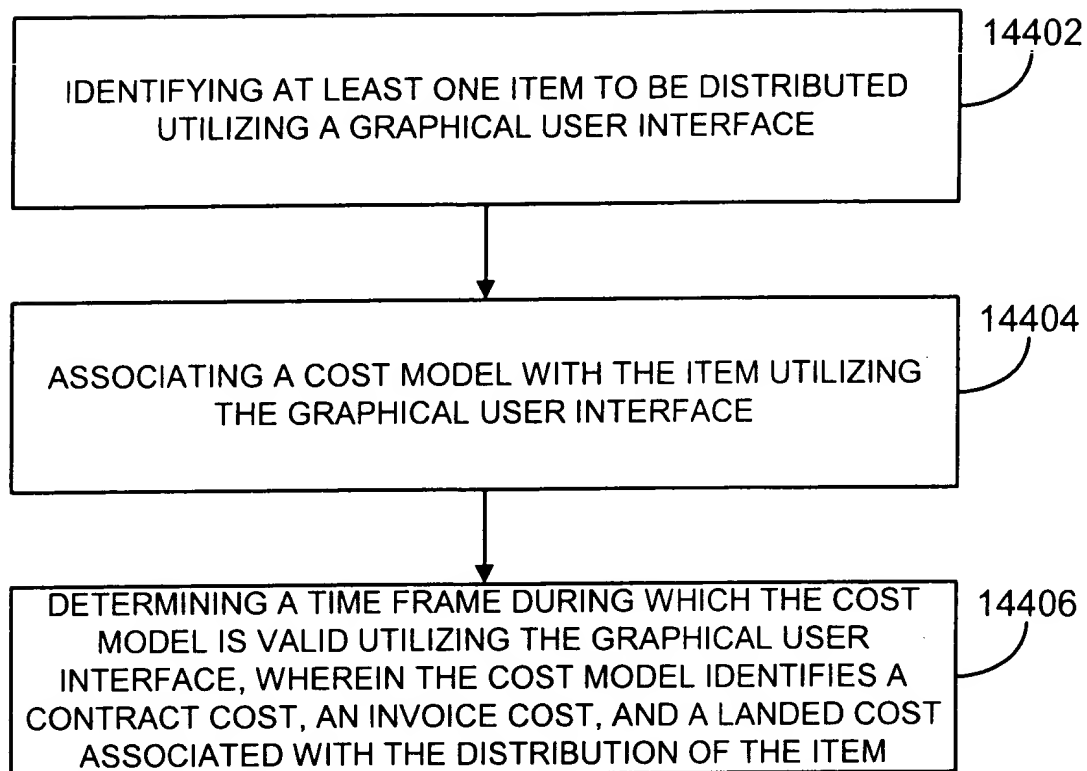 14402
IDENTIFYING AT LEAST ONE ITEM TO BE DISTRIBUTED
UTILIZING A GRAPHICAL USER INTERFACE
14404
ASSOCIATING A COST MODEL WITH THE ITEM UTILIZING
THE GRAPHICAL USER INTERFACE
14406
DETERMINING A TIME FRAME DURING WHICH THE COST
MODEL IS VALID UTILIZING THE GRAPHICAL USER
INTERFACE, WHEREIN THE COST MODEL IDENTIFIES A
CONTRACT COST, AN INVOICE COST, AND A LANDED COST
ASSOCIATED WITH THE DISTRIBUTION OF THE ITEM